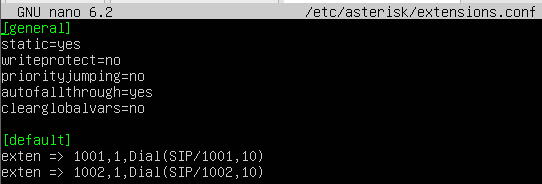 GNU nano 6.2 /etc/asterisk/extensions.conf
[general]
static=yes
writeprotect=no
priorityjumping=no
autofallthrough=yes
clearglobalvars=no
[default]
exten => 1001,1,Dial(SIP/1001,10)
exten => 1002,1,Dial(SIP/1002,10)